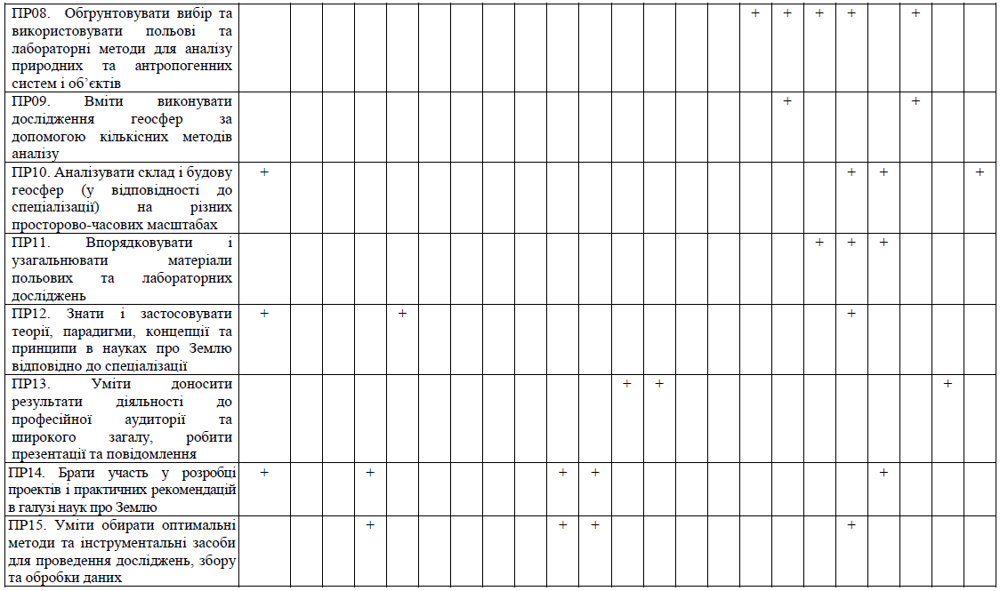 ПР08. Обґрунтовувати вибір та + + + + +
використовувати польові та
лабораторні методи для аналізу
природних та антропогенних
систем і об’єктів
ПР09. Вміти виконувати + +
дослідження геосфер за
допомогою кількісних методів
аналізу
ПР10. Аналізувати склад і будову + + + +
геосфер (у відповідності до
спеціалізації) на різних
просторово-часових масштабах
ПР11. Впорядковувати і + + +
узагальнювати матеріали
польових та лабораторних
досліджень
ПР12. Знати і застосовувати + + +
теорії, парадигми, концепції та
принципи в науках про Землю
відповідно до спеціалізації
ПР13. Уміти доносити + + +
результати діяльності до
професійної аудиторії та
широкого загалу, робити
презентації та повідомлення
ПР14. Брати участь у розробці + + + + +
проектів і практичних рекомендацій
в галузі наук про Землю
ПР15. Уміти обирати оптимальні + + + +
методи та інструментальні засоби
для проведення досліджень, збору
та обробки даних